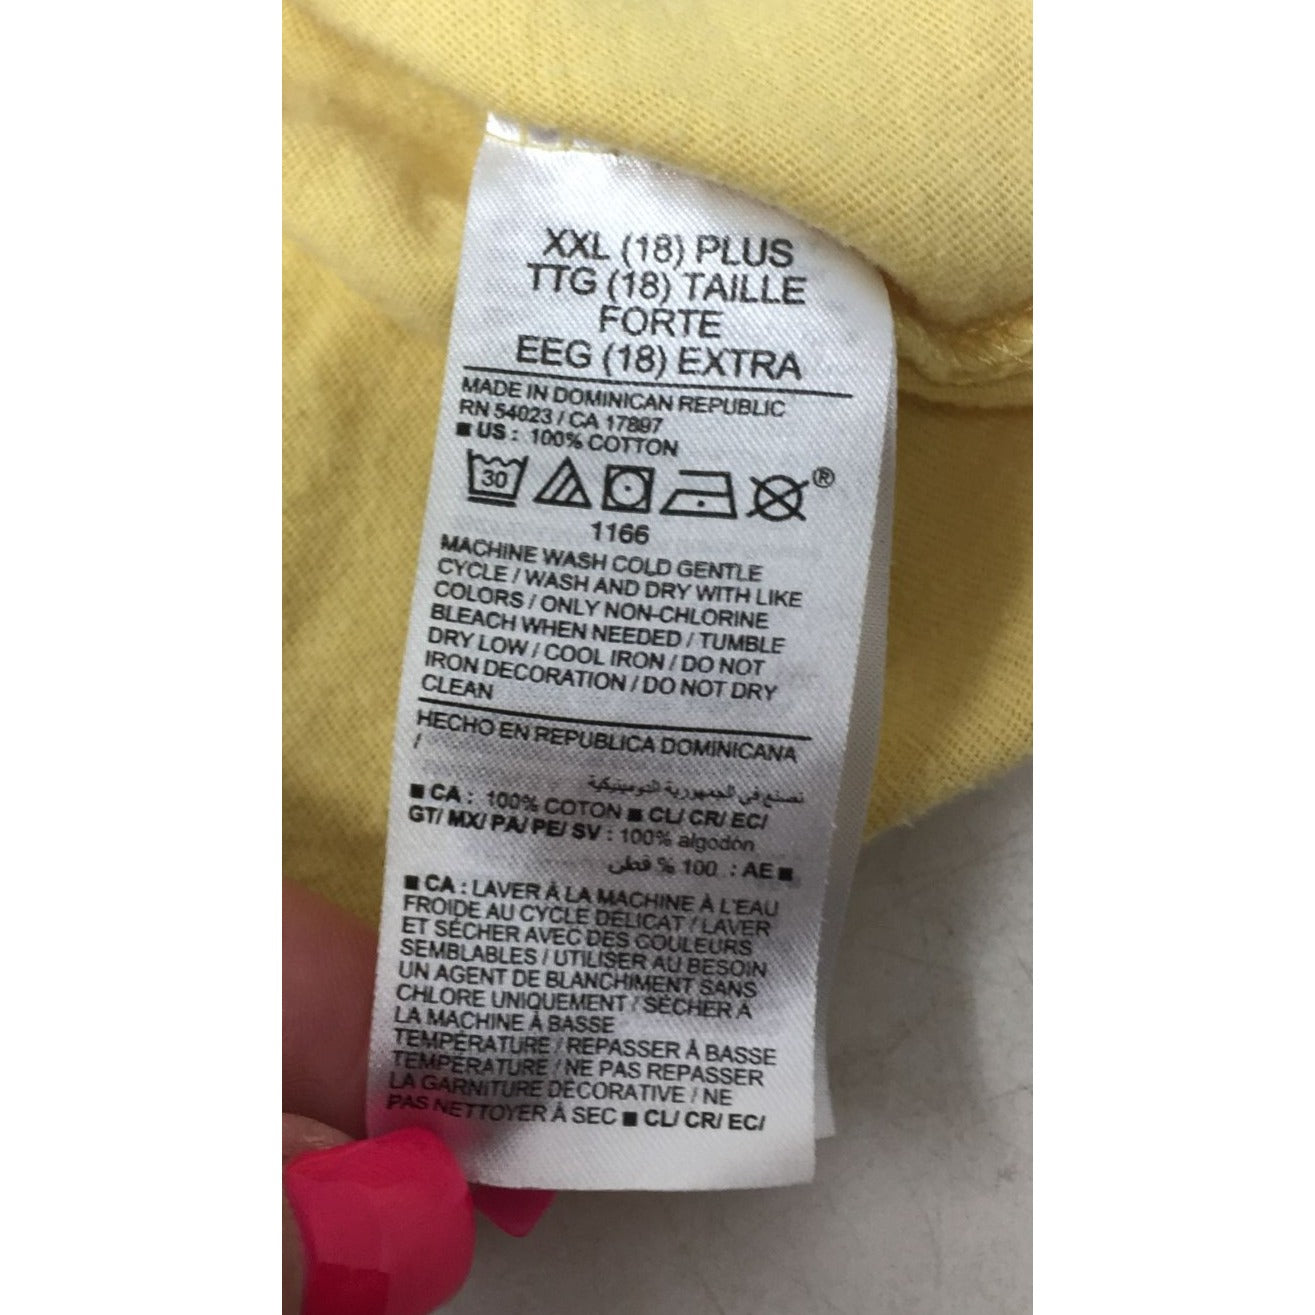 XXL (18) PLUS
TTG (18) TAILLE
FORTE
EEG (18) EXTRA
MADE IN DOMINICAN REPUBLIC
RN 54023 / CA 17897
■ US : 100% COTTON
30
®
1166
MACHINE WASH COLD GENTLE
CYCLE / WASH AND DRY WITH LIKE
COLORS / ONLY NON-CHLORINE
BLEACH WHEN NEEDED / TUMBLE
DRY LOW / COOL IRON / DO NOT
IRON DECORATION / DO NOT DRY
CLEAN
HECHO EN REPUBLICA DOMINICANA
/
تصنع في الجمهورية الدومينيكية
■ CA : 100% COTON ■ CL/ CR/ EC/
GT/ MX/ PA/ PE/ SV : 100% algodón
■ AE : 100 % قطن
■ CA : LAVER À LA MACHINE À L'EAU
FROIDE AU CYCLE DÉLICAT / LAVER
ET SÉCHER AVEC DES COULEURS
SEMBLABLES / UTILISER AU BESOIN
UN AGENT DE BLANCHIMENT SANS
CHLORE UNIQUEMENT / SÉCHER À
LA MACHINE À BASSE
TEMPÉRATURE / REPASSER À BASSE
TEMPÉRATURE / NE PAS REPASSER
LA GARNITURE DÉCORATIVE / NE
PAS NETTOYER À SEC ■ CL/ CR/ EC/